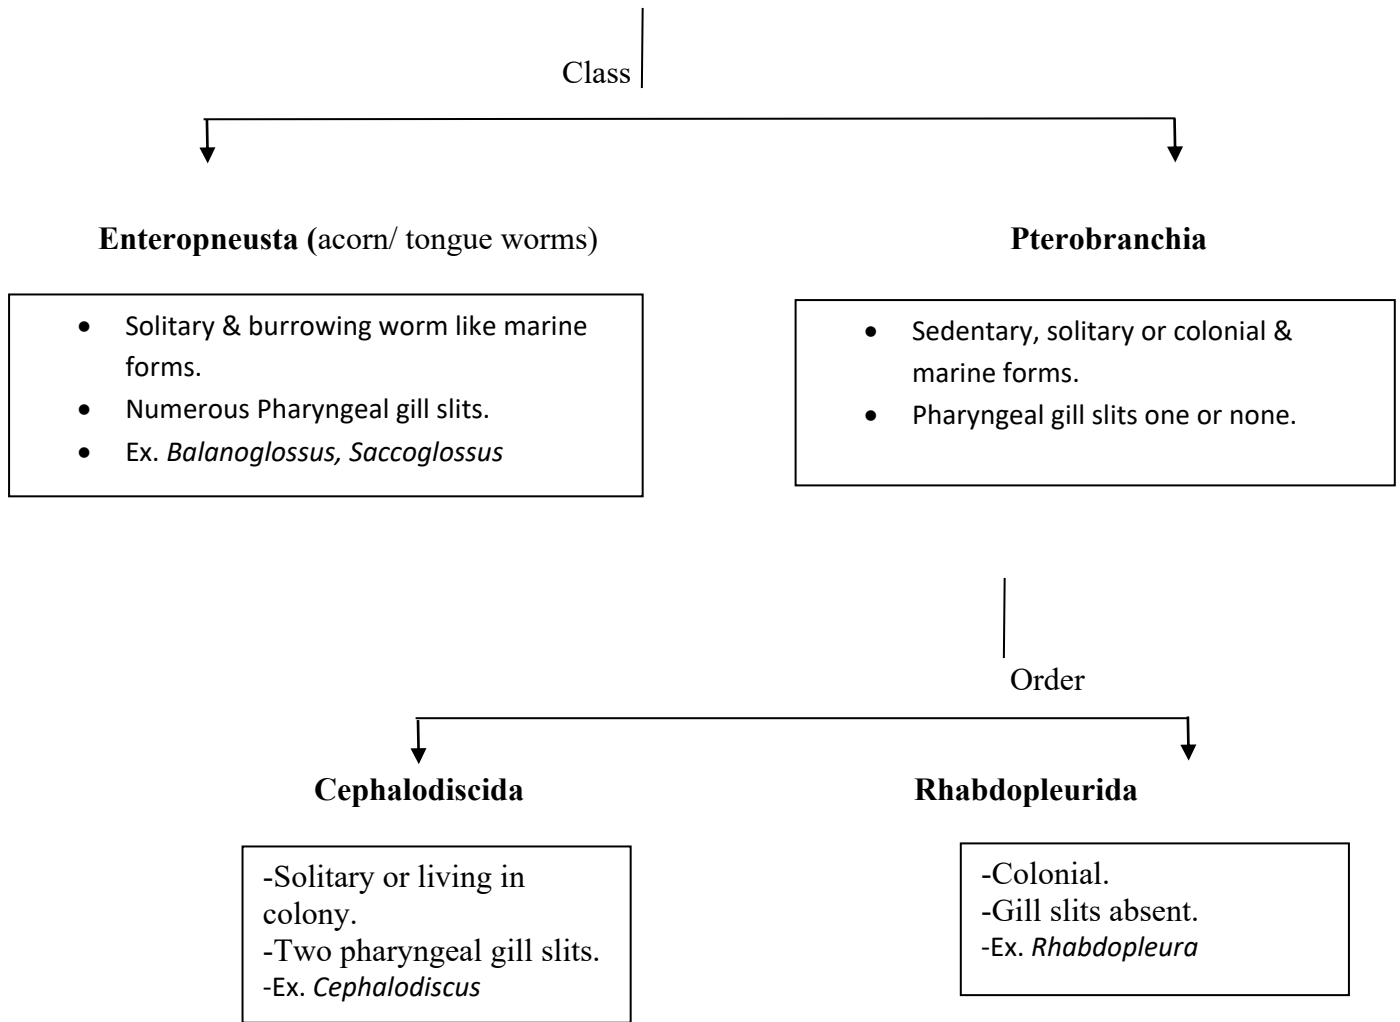 Class
Enteropneusta (acorn/ tongue worms)
Pterobranchia
• Solitary & burrowing worm like marine
forms.
• Numerous Pharyngeal gill slits.
• Ex. Balanoglossus, Saccoglossus
• Sedentary, solitary or colonial &
marine forms.
• Pharyngeal gill slits one or none.
Order
Cephalodiscida
Rhabdopleurida
-Solitary or living in
colony.
-Two pharyngeal gill slits.
-Ex. Cephalodiscus
-Colonial.
-Gill slits absent.
-Ex. Rhabdopleura